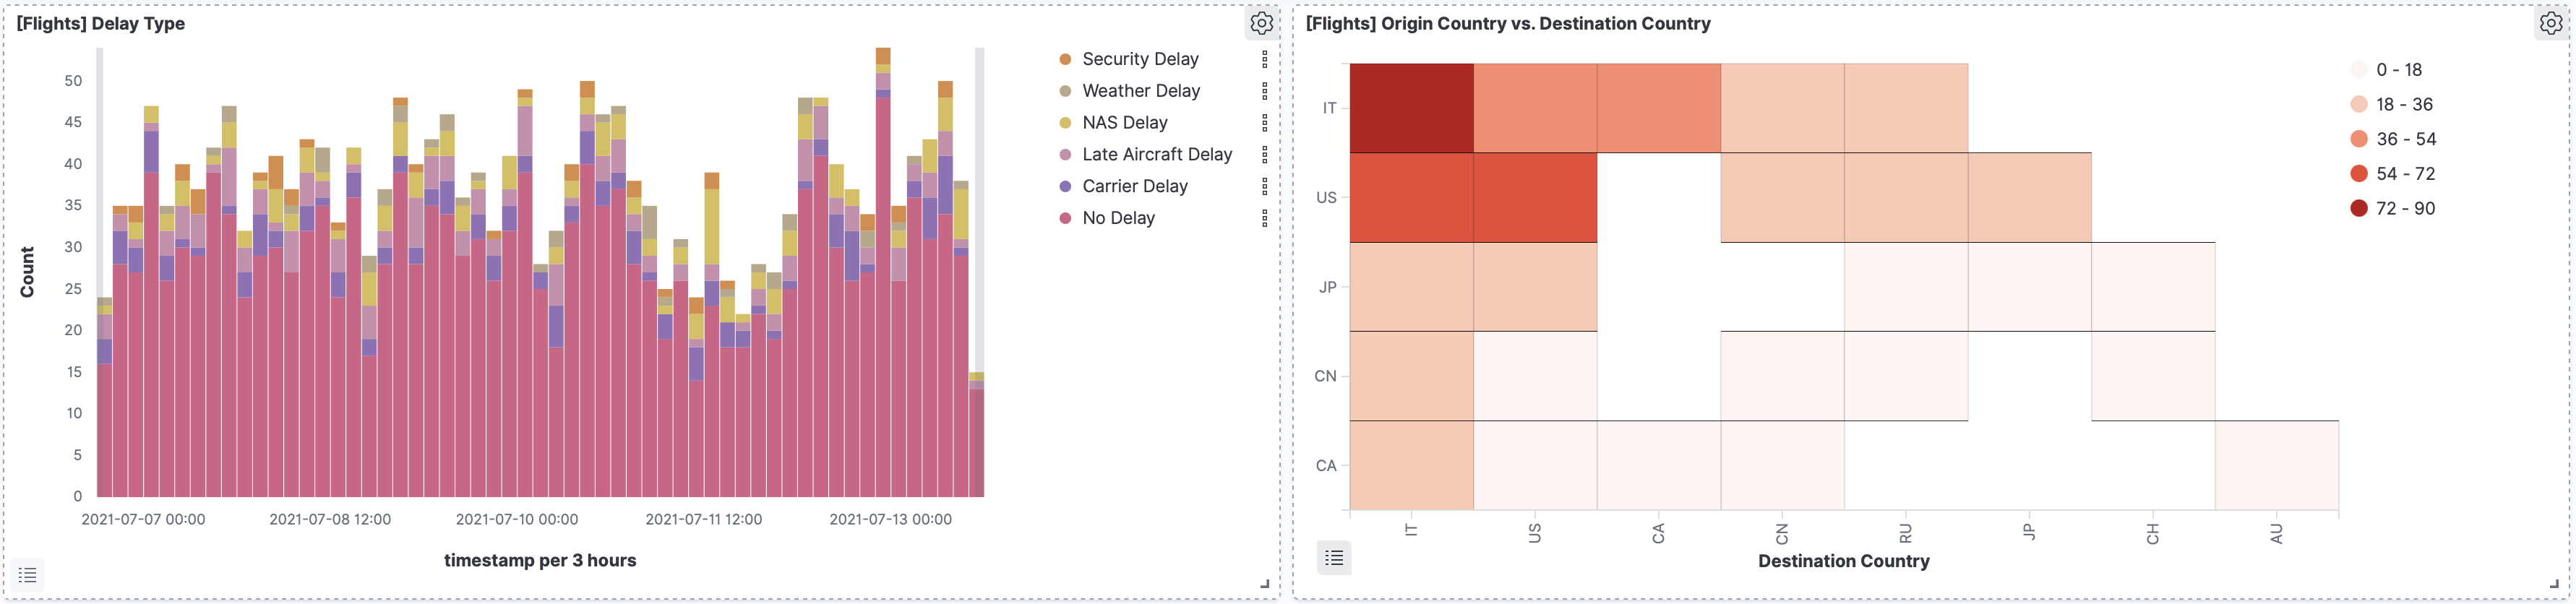 [Flights] Delay Type
50
45
40
35
30
25
20
15
10
5
0
Count
2021-07-07 00:00 2021-07-08 12:00 2021-07-10 00:00 2021-07-11 12:00 2021-07-13 00:00
timestamp per 3 hours
Security Delay
Weather Delay
NAS Delay
Late Aircraft Delay
Carrier Delay
No Delay
[Flights] Origin Country vs. Destination Country
IT
US
JP
CN
CA
IT US CA CN RU JP CH AU
Destination Country
0 - 18
18 - 36
36 - 54
54 - 72
72 - 90